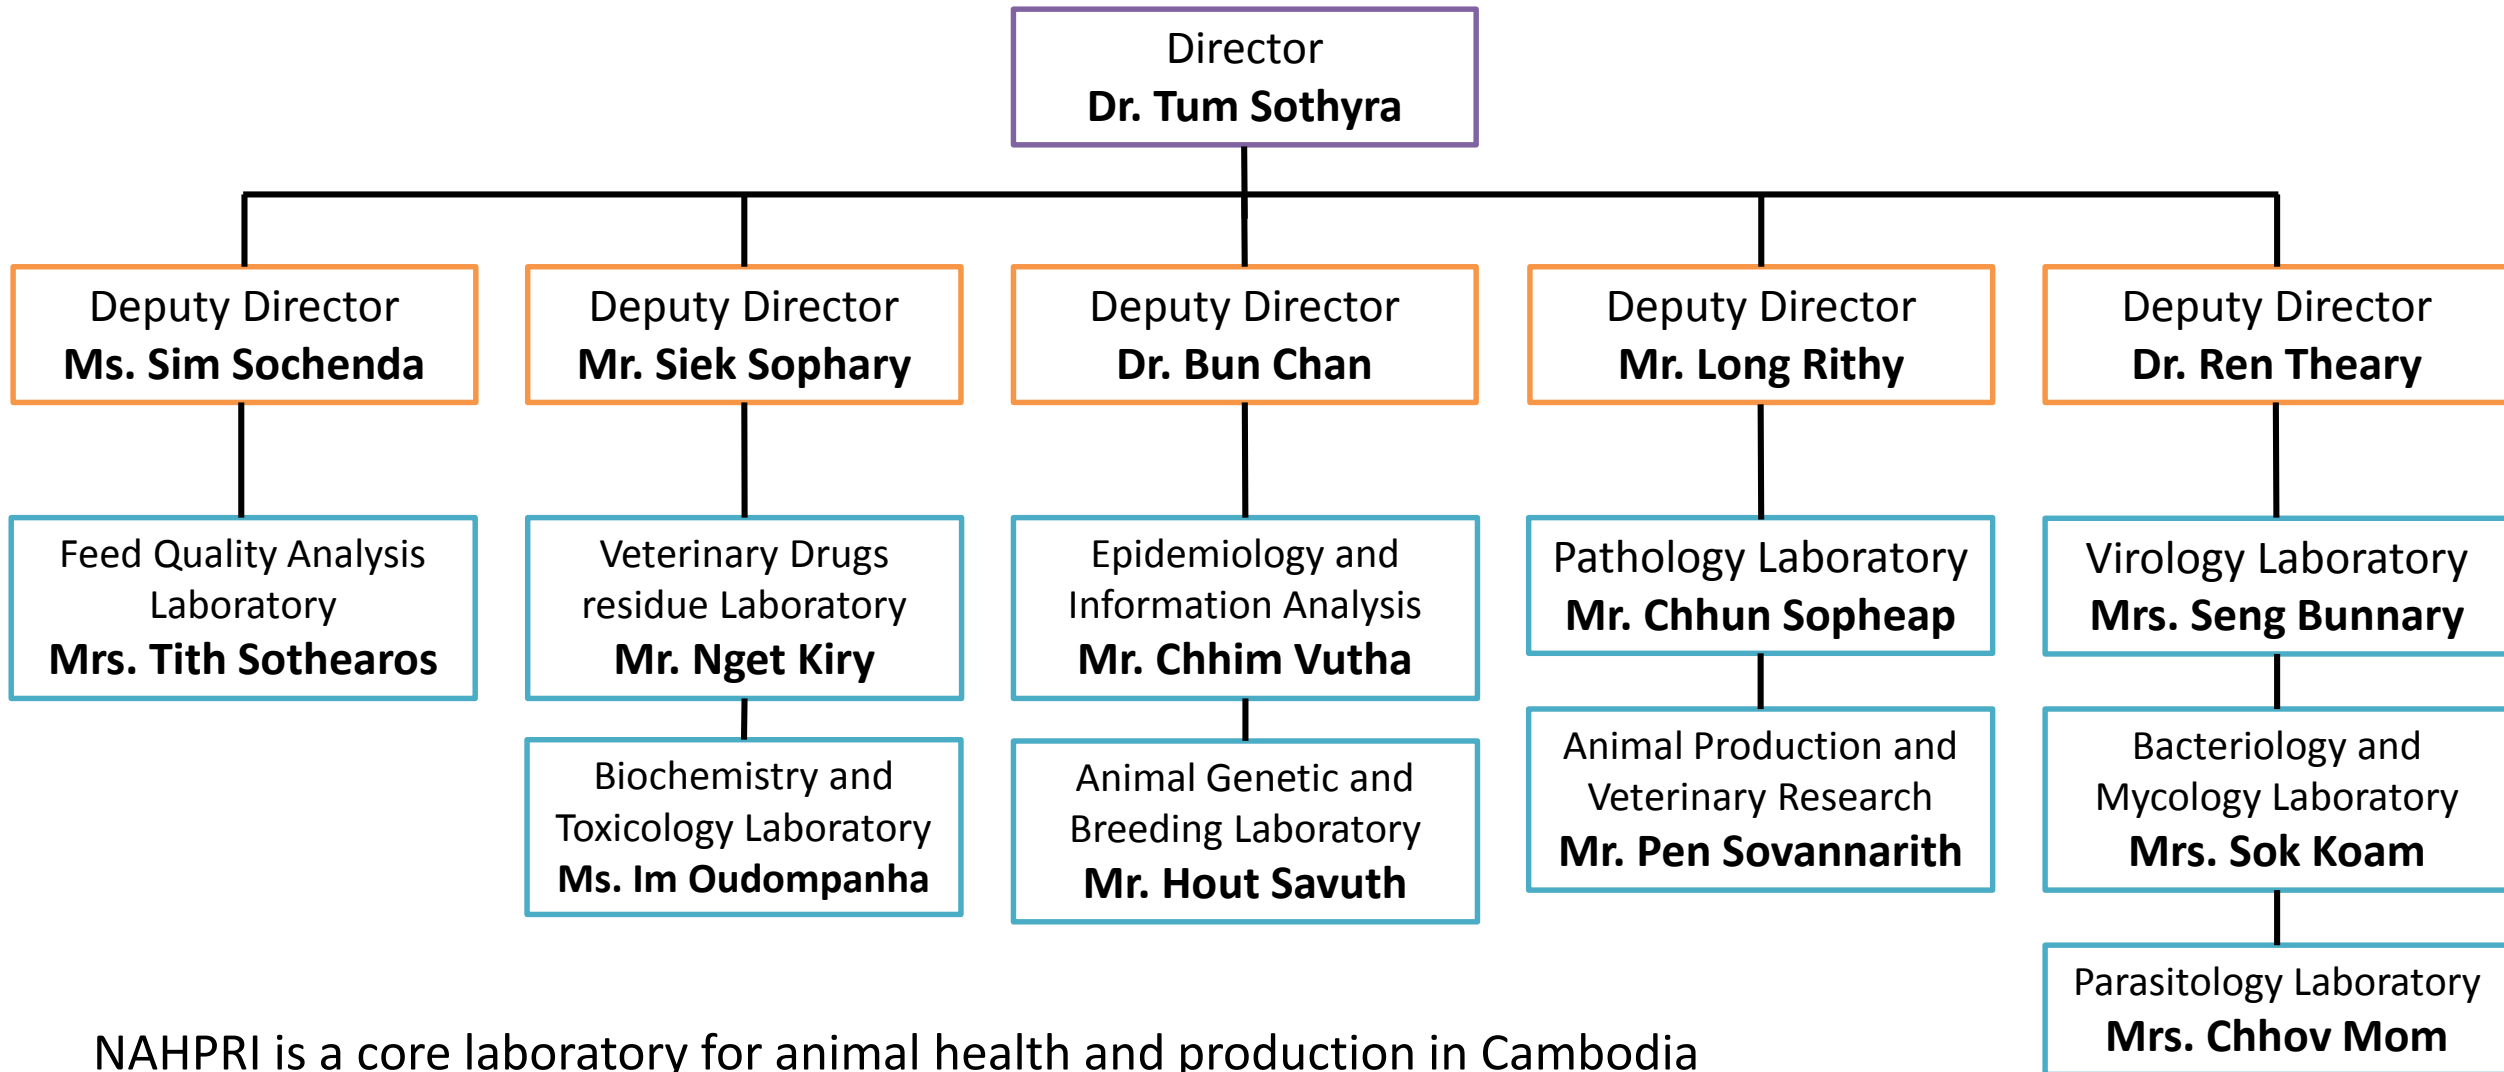 Director
Dr. Tum Sothyra
Deputy Director
Ms. Sim Sochenda
Deputy Director
Mr. Siek Sophary
Deputy Director
Dr. Bun Chan
Deputy Director
Mr. Long Rithy
Deputy Director
Dr. Ren Theary
Feed Quality Analysis
Laboratory
Mrs. Tith Sothearos
Veterinary Drugs
residue Laboratory
Mr. Nget Kiry
Epidemiology and
Information Analysis
Mr. Chhim Vutha
Pathology Laboratory
Mr. Chhun Sopheap
Virology Laboratory
Mrs. Seng Bunnary
Biochemistry and
Toxicology Laboratory
Ms. Im Oudompanha
Animal Genetic and
Breeding Laboratory
Mr. Hout Savuth
Animal Production and
Veterinary Research
Mr. Pen Sovannarith
Bacteriology and
Mycology Laboratory
Mrs. Sok Koam
Parasitology Laboratory
Mrs. Chhov Mom
NAHPRI is a core laboratory for animal health and production in Cambodia